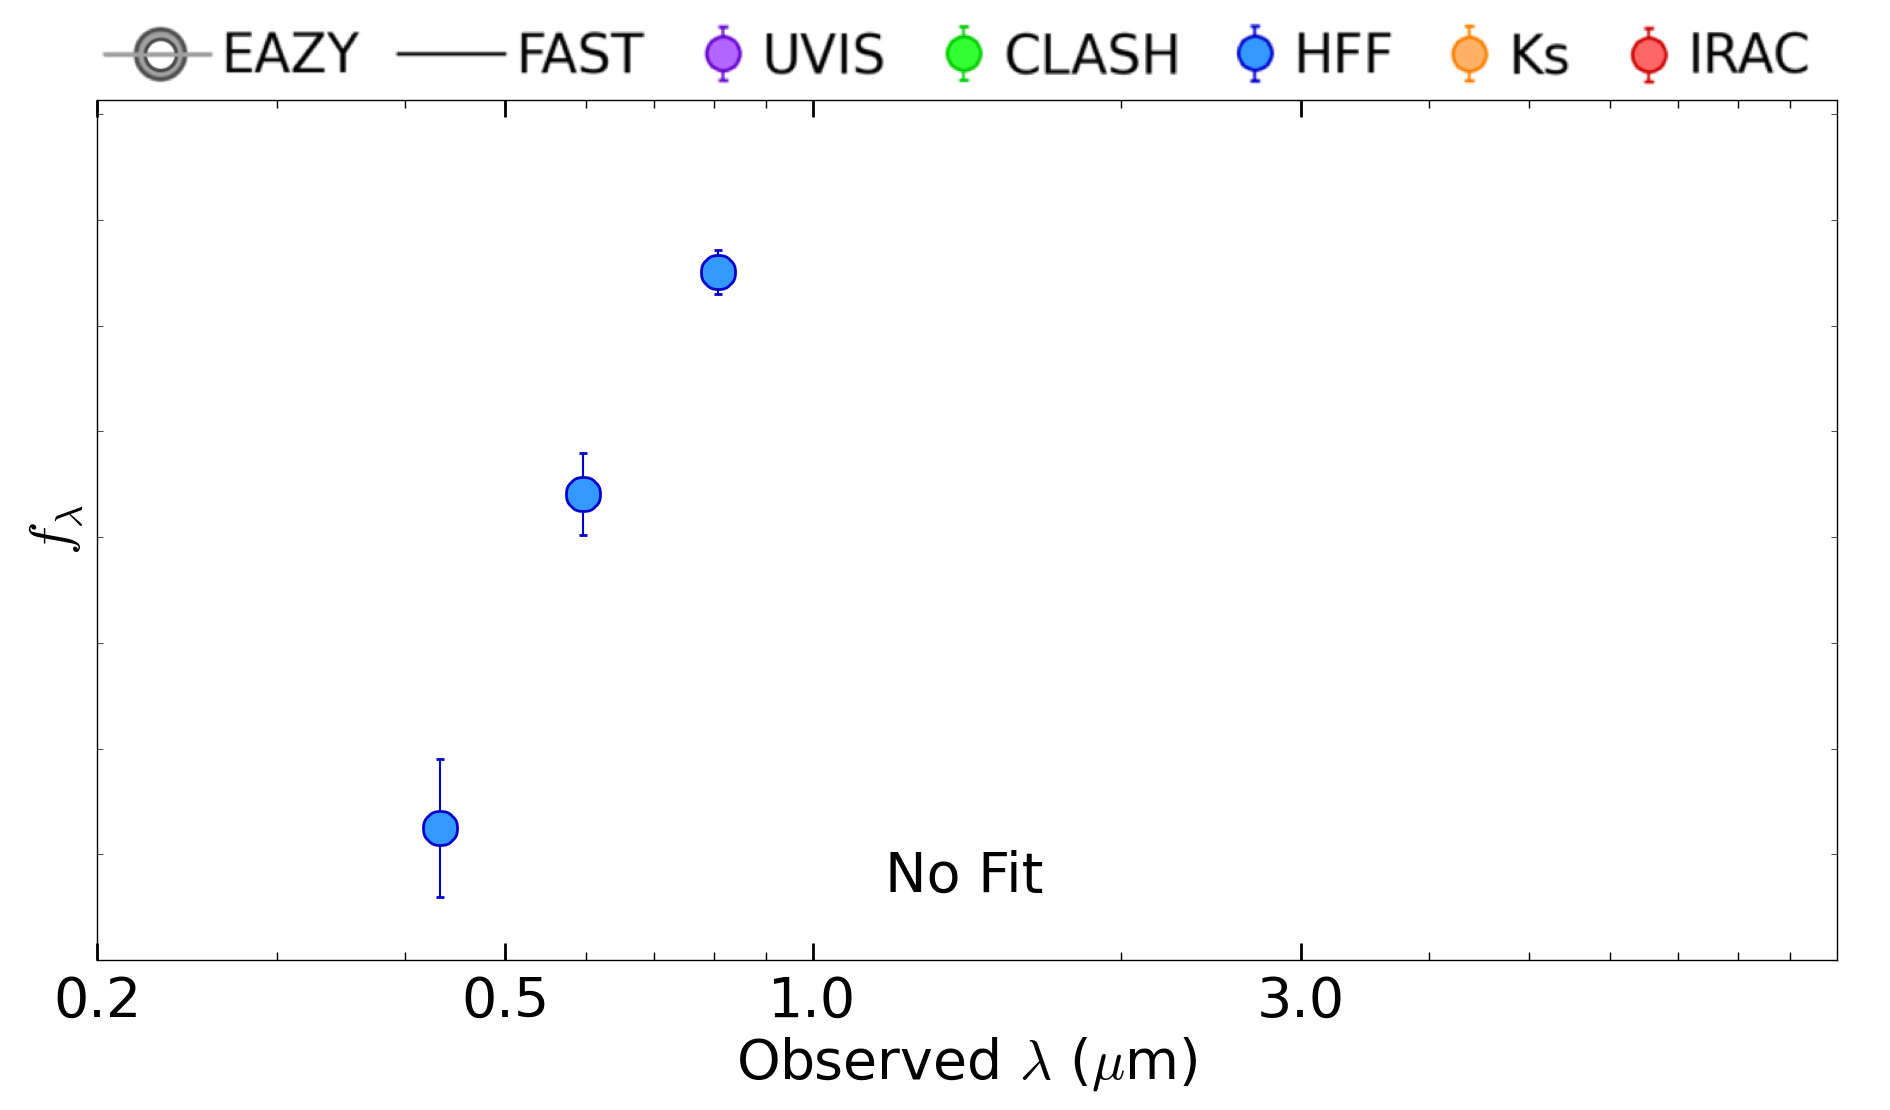 EAZY FAST UVIS CLASH HFF Ks IRAC
fλ
No Fit
0.2 0.5 1.0 3.0
Observed λ (μm)